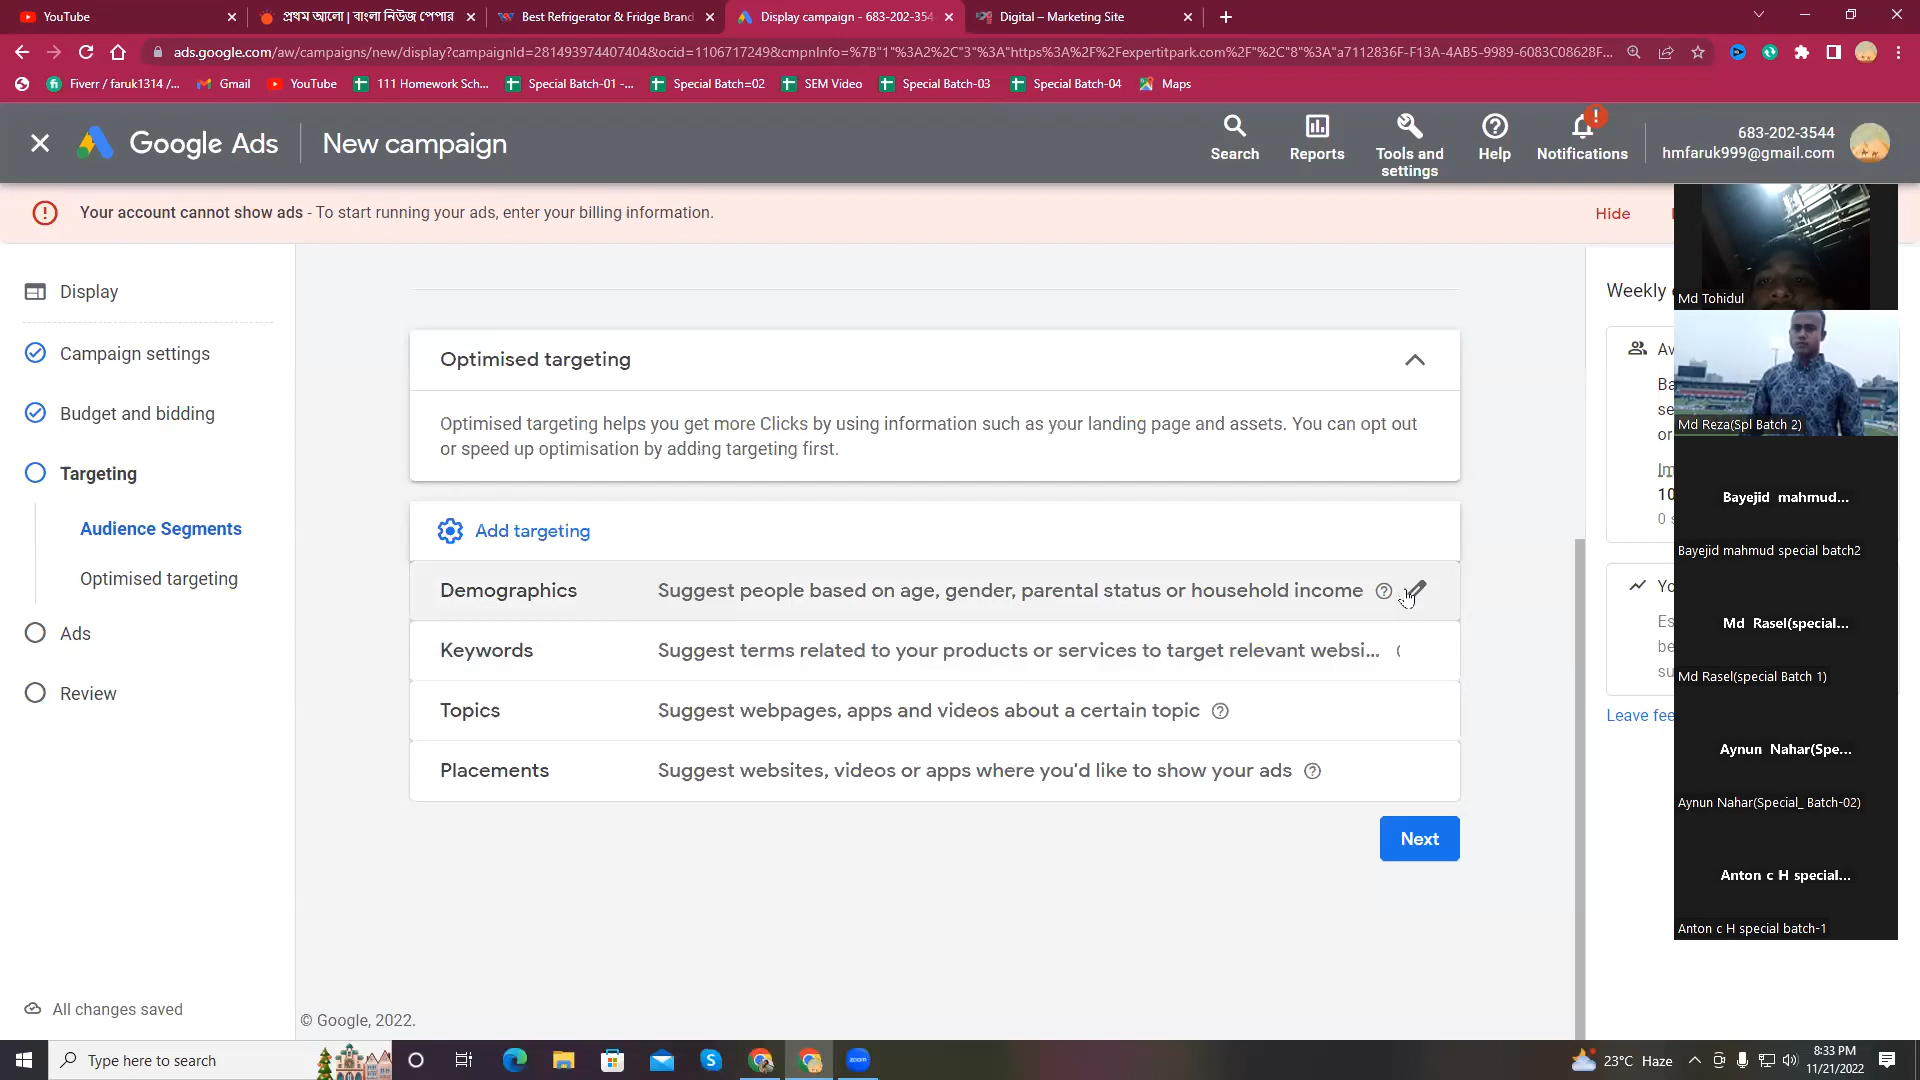 YouTube
প্রথম আলো | বাংলা নিউজ পেপার
Best Refrigerator & Fridge Brand
Display campaign - 683-202-354
Digital – Marketing Site
ads.google.com/aw/campaigns/new/display?campaignId=281493974407404&ocid=1106717249&cmpnInfo=%7B"1"%3A2%2C"3"%3A"https%3A%2F%2Fexpertitpark.com%2F"%2C"8"%3A"a7112836F-F13A-4AB5-9989-6083C08628F...
Fiverr / faruk1314 /...
Gmail
YouTube
111 Homework Sch...
Special Batch-01 -...
Special Batch=02
SEM Video
Special Batch-03
Special Batch-04
Maps
Google Ads
New campaign
Search
Reports
Tools and settings
Help
Notifications
683-202-3544
hmfaruk999@gmail.com
Your account cannot show ads - To start running your ads, enter your billing information.
Hide
Display
Campaign settings
Budget and bidding
Targeting
Audience Segments
Optimised targeting
Ads
Review
All changes saved
Optimised targeting
Optimised targeting helps you get more Clicks by using information such as your landing page and assets. You can opt out
or speed up optimisation by adding targeting first.
Add targeting
Demographics Suggest people based on age, gender, parental status or household income
Keywords Suggest terms related to your products or services to target relevant websi...
Topics Suggest webpages, apps and videos about a certain topic
Placements Suggest websites, videos or apps where you'd like to show your ads
Next
© Google, 2022.
Weekly
Av
Ba
se
or
Im
10
0 s
Yo
Es
be
su
Leave fee
Md Tohidul
Md Reza(Spl Batch 2)
Bayejid mahmud...
Bayejid mahmud special batch2
Md Rasel(special...
Md Rasel(special Batch 1)
Aynun Nahar(Spe...
Aynun Nahar(Special_ Batch-02)
Anton c H special...
Anton c H special batch-1
Type here to search
zoom
23°C Haze
8:33 PM
11/21/2022